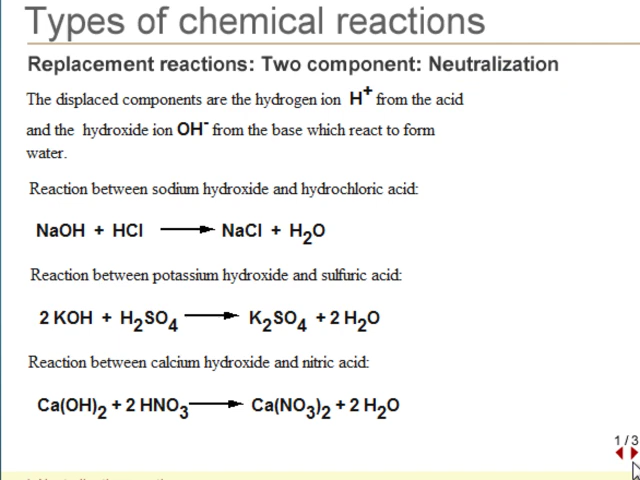 Types of chemical reactions
Replacement reactions: Two component: Neutralization
The displaced components are the hydrogen ion H⁺ from the acid
and the hydroxide ion OH⁻ from the base which react to form
water.
Reaction between sodium hydroxide and hydrochloric acid:
NaOH + HCl ⟶ NaCl + H₂O
Reaction between potassium hydroxide and sulfuric acid:
2 KOH + H₂SO₄ ⟶ K₂SO₄ + 2 H₂O
Reaction between calcium hydroxide and nitric acid:
Ca(OH)₂ + 2 HNO₃ ⟶ Ca(NO₃)₂ + 2 H₂O
1 / 3